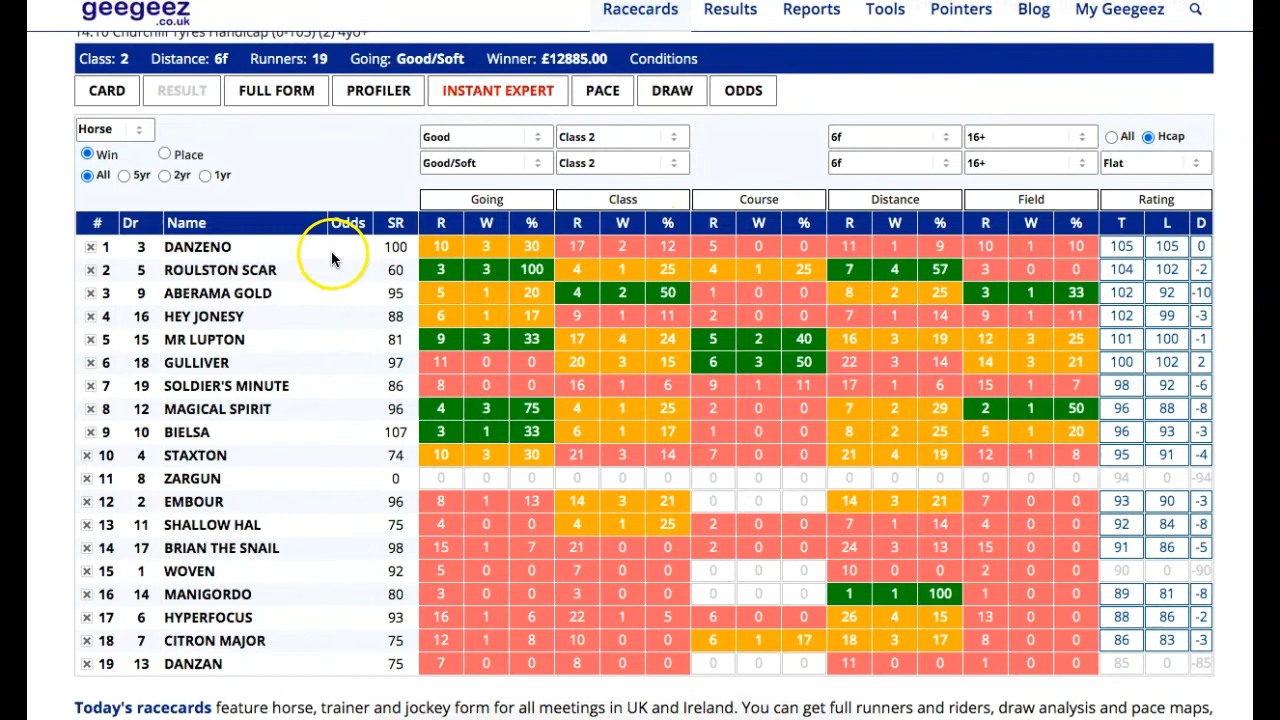 geegeez
.co.uk
Racecards Results Reports Tools Pointers Blog My Geegeez
14:10 Churchill Tyres Handicap (0-105) (2) 4yo+
Class: 2 Distance: 6f Runners: 19 Going: Good/Soft Winner: £12885.00 Conditions
CARD RESULT FULL FORM PROFILER INSTANT EXPERT PACE DRAW ODDS
Horse
Good Class 2 6f 16+ All Hcap
Win Place
Good/Soft Class 2 6f 16+ Flat
All 5yr 2yr 1yr
Going Class Course Distance Field Rating
# Dr Name Odds SR R W % R W % R W % R W % R W % T L D
1 3 DANZENO 100 10 3 30 17 2 12 5 0 0 11 1 9 10 1 10 105 105 0
2 5 ROULSTON SCAR 60 3 3 100 4 1 25 4 1 25 7 4 57 3 0 0 104 102 -2
3 9 ABERAMA GOLD 95 5 1 20 4 2 50 1 0 0 8 2 25 3 1 33 102 92 -10
4 16 HEY JONESY 88 6 1 17 9 1 11 2 0 0 7 1 14 9 1 11 102 99 -3
5 15 MR LUPTON 81 9 3 33 17 4 24 5 2 40 16 3 19 12 3 25 101 100 -1
6 18 GULLIVER 97 11 0 0 20 3 15 6 3 50 22 3 14 14 3 21 100 102 2
7 19 SOLDIER'S MINUTE 86 8 0 0 16 1 6 9 1 11 17 1 6 15 1 7 98 92 -6
8 12 MAGICAL SPIRIT 96 4 3 75 4 1 25 2 0 0 7 2 29 2 1 50 96 88 -8
9 10 BIELSA 107 3 1 33 6 1 17 1 0 0 8 2 25 5 1 20 96 93 -3
10 4 STAXTON 74 10 3 30 21 3 14 7 0 0 21 4 19 12 1 8 95 91 -4
11 8 ZARGUN 0 0 0 0 0 0 0 0 0 0 0 0 0 0 0 0 94 0 -94
12 2 EMBOUR 96 8 1 13 14 3 21 0 0 0 14 3 21 7 0 0 93 90 -3
13 11 SHALLOW HAL 75 4 0 0 4 1 25 2 0 0 7 1 14 4 0 0 92 84 -8
14 17 BRIAN THE SNAIL 98 15 1 7 21 0 0 2 0 0 24 3 13 15 0 0 91 86 -5
15 1 WOVEN 92 5 0 0 7 0 0 0 0 0 10 0 0 2 0 0 90 0 -90
16 14 MANIGORDO 80 3 0 0 3 0 0 0 0 0 1 1 100 0 0 0 89 81 -8
17 6 HYPERFOCUS 93 16 1 6 22 1 5 6 0 0 26 4 15 13 0 0 88 86 -2
18 7 CITRON MAJOR 75 12 1 8 10 0 0 6 1 17 18 3 17 8 0 0 86 83 -3
19 13 DANZAN 75 7 0 0 8 0 0 0 0 0 11 0 0 1 0 0 85 0 -85
Today's racecards feature horse, trainer and jockey form for all meetings in UK and Ireland. You can get full runners and riders, draw analysis and pace maps,